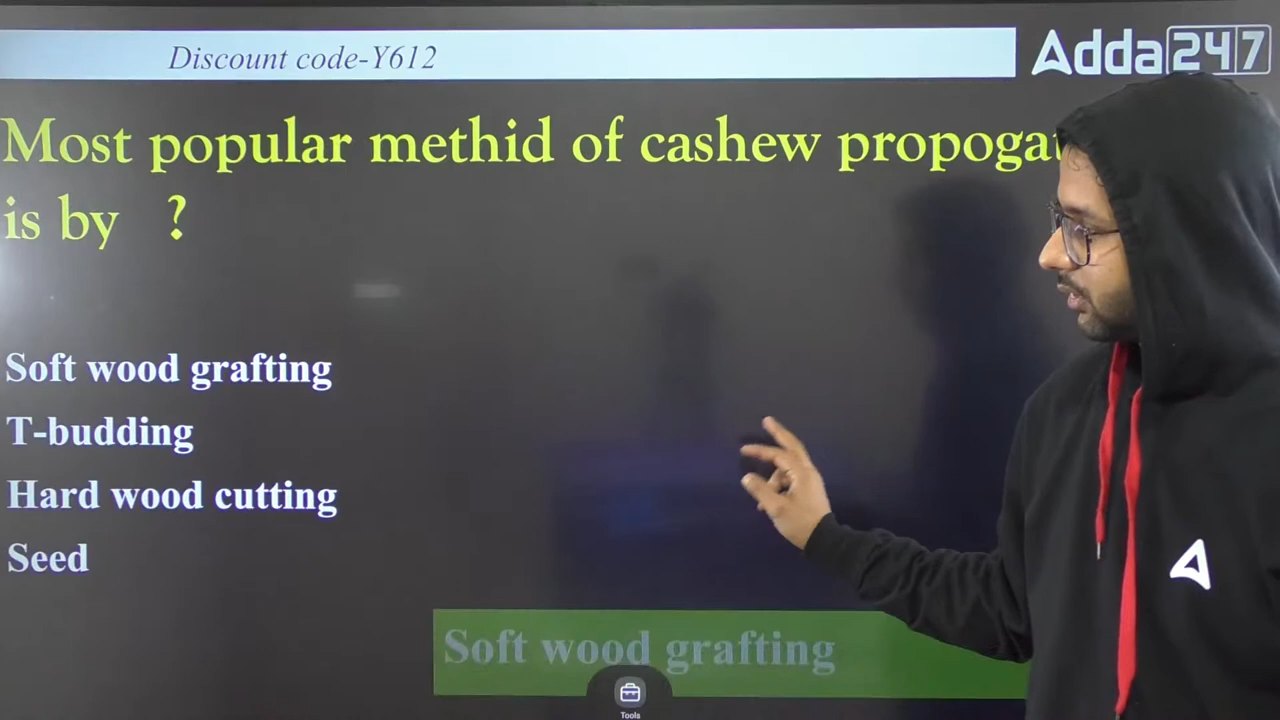 Discount code-Y612
Adda247
Most popular methid of cashew
is by ?
Soft wood grafting
T-budding
Hard wood cutting
Seed
Soft wood grafting
Tools